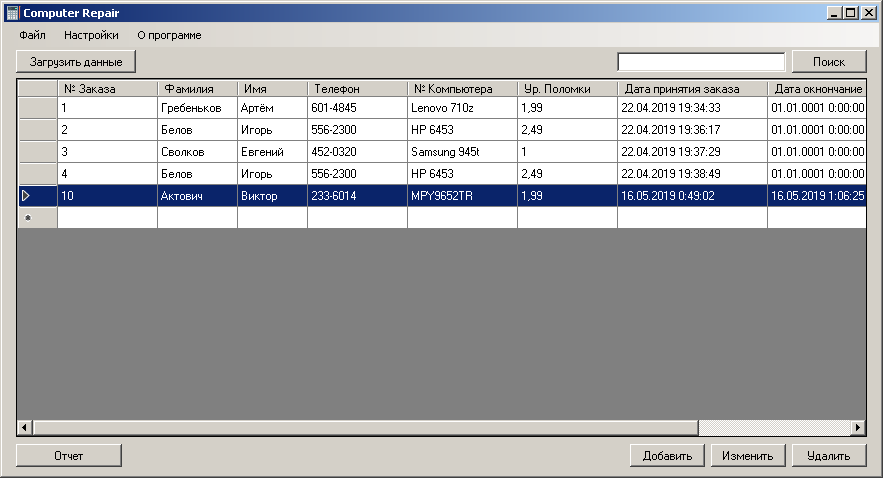 Computer Repair
Файл Настройки О программе
Загрузить данные Поиск
№ Заказа Фамилия Имя Телефон № Компьютера Ур. Поломки Дата принятия заказа Дата окночание
1 Гребеньков Артём 601-4845 Lenovo 710z 1,99 22.04.2019 19:34:33 01.01.0001 0:00:00
2 Белов Игорь 556-2300 HP 6453 2,49 22.04.2019 19:36:17 01.01.0001 0:00:00
3 Сволков Евгений 452-0320 Samsung 945t 1 22.04.2019 19:37:29 01.01.0001 0:00:00
4 Белов Игорь 556-2300 HP 6453 2,49 22.04.2019 19:38:49 01.01.0001 0:00:00
10 Актович Виктор 233-6014 MPY9652TR 1,99 16.05.2019 0:49:02 16.05.2019 1:06:25
Отчет Добавить Изменить Удалить